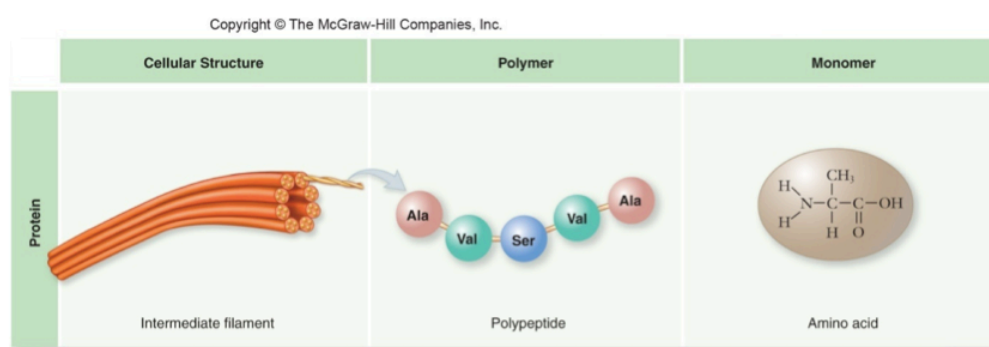 Copyright © The McGraw-Hill Companies, Inc.
Cellular Structure
Polymer
Monomer
Protein
Ala
Val
Ser
Val
Ala
H
H
N–C–C–OH
CH₃
H
O
Intermediate filament
Polypeptide
Amino acid